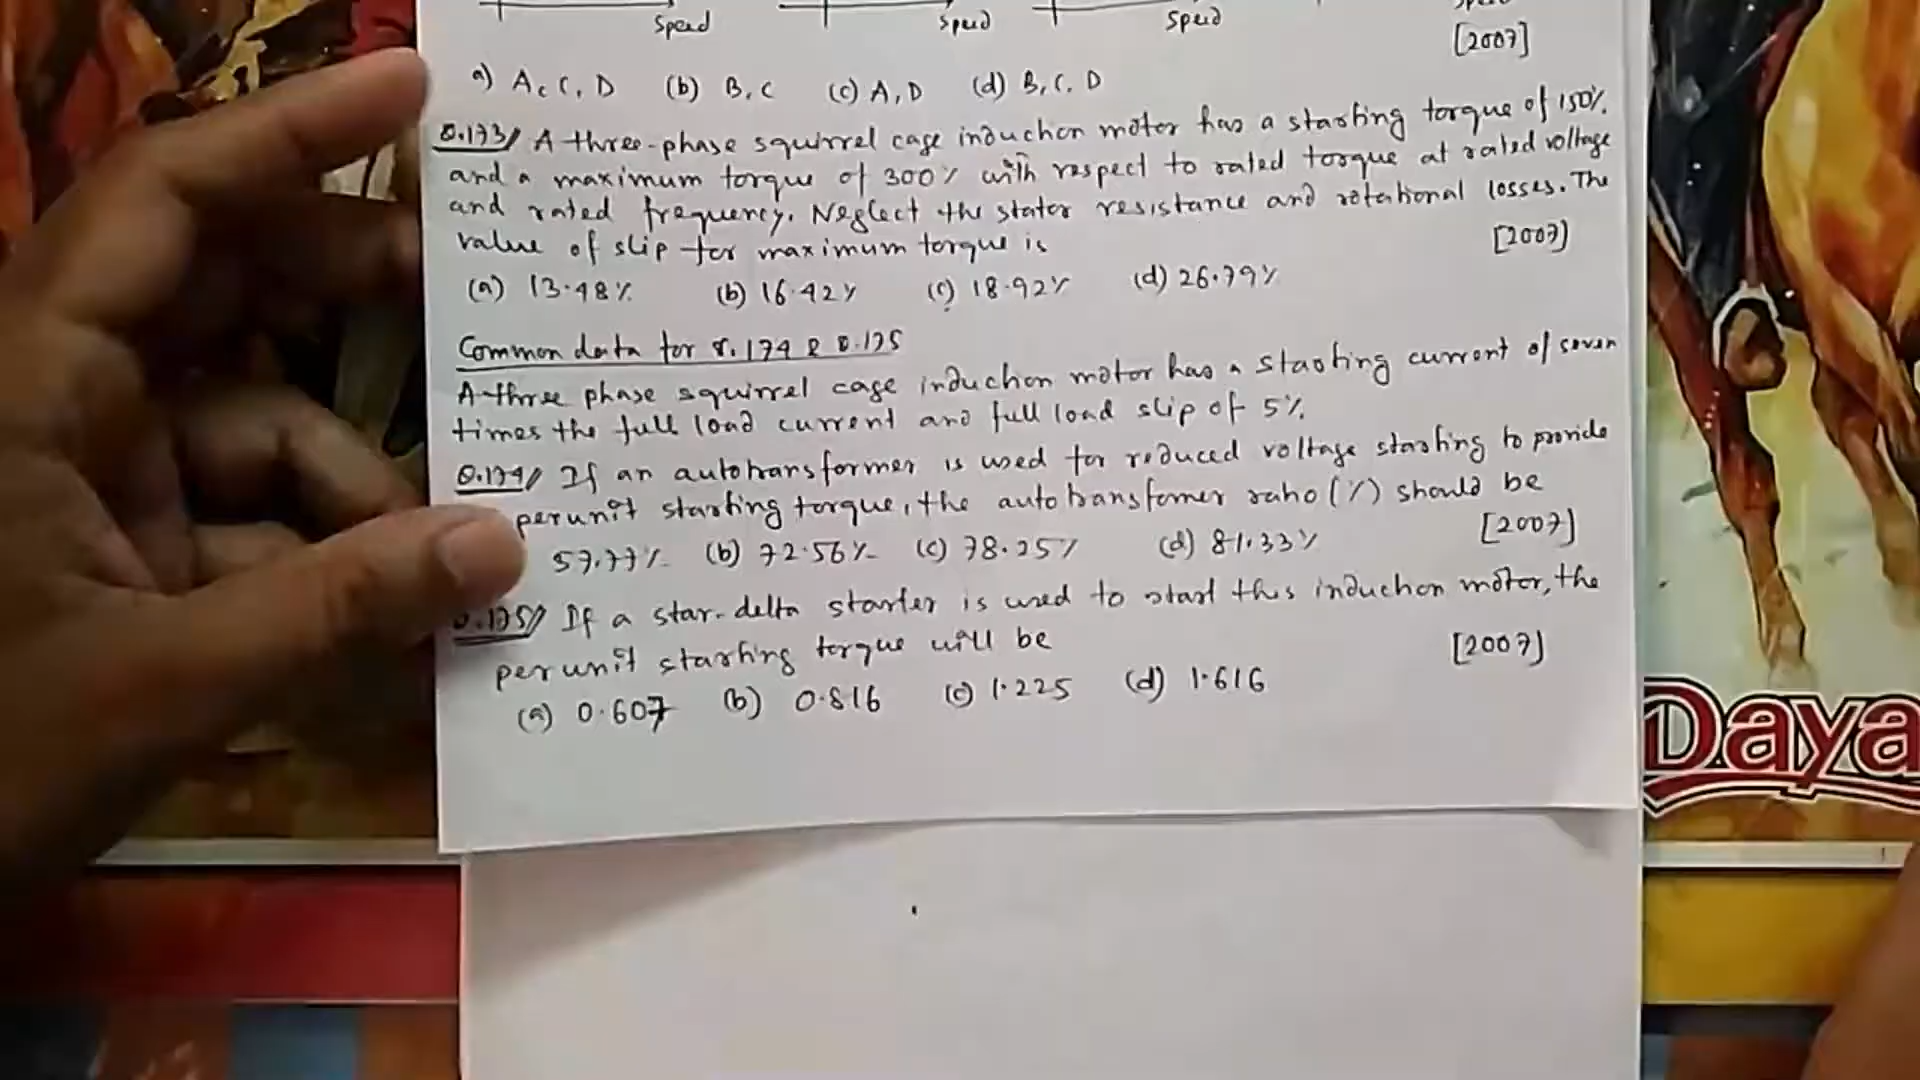 Speed Speed Speed
[2007]
a) A, C, D (b) B, C (c) A, D (d) B, C, D
Q.173/ A three-phase squirrel cage induction motor has a starting torque of 150%
and a maximum torque of 300% with respect to rated torque at rated voltage
and rated frequency. Neglect the stator resistance and rotational losses. The
value of slip for maximum torque is [2007]
(a) 13.48% (b) 16.42% (c) 18.92% (d) 26.79%
Common data for Q.174 & Q.175
A three phase squirrel cage induction motor has a starting current of seven
times the full load current and full load slip of 5%.
Q.174// If an autotransformer is used for reduced voltage starting to provide
per unit starting torque, the autotransfomer ratio (%) should be
57.77% (b) 72.56% (c) 78.25% (d) 81.33% [2007]
.175// If a star-delta starter is used to start this induction motor, the
per unit starting torque will be [2007]
(a) 0.607 (b) 0.816 (c) 1.225 (d) 1.616
Daya